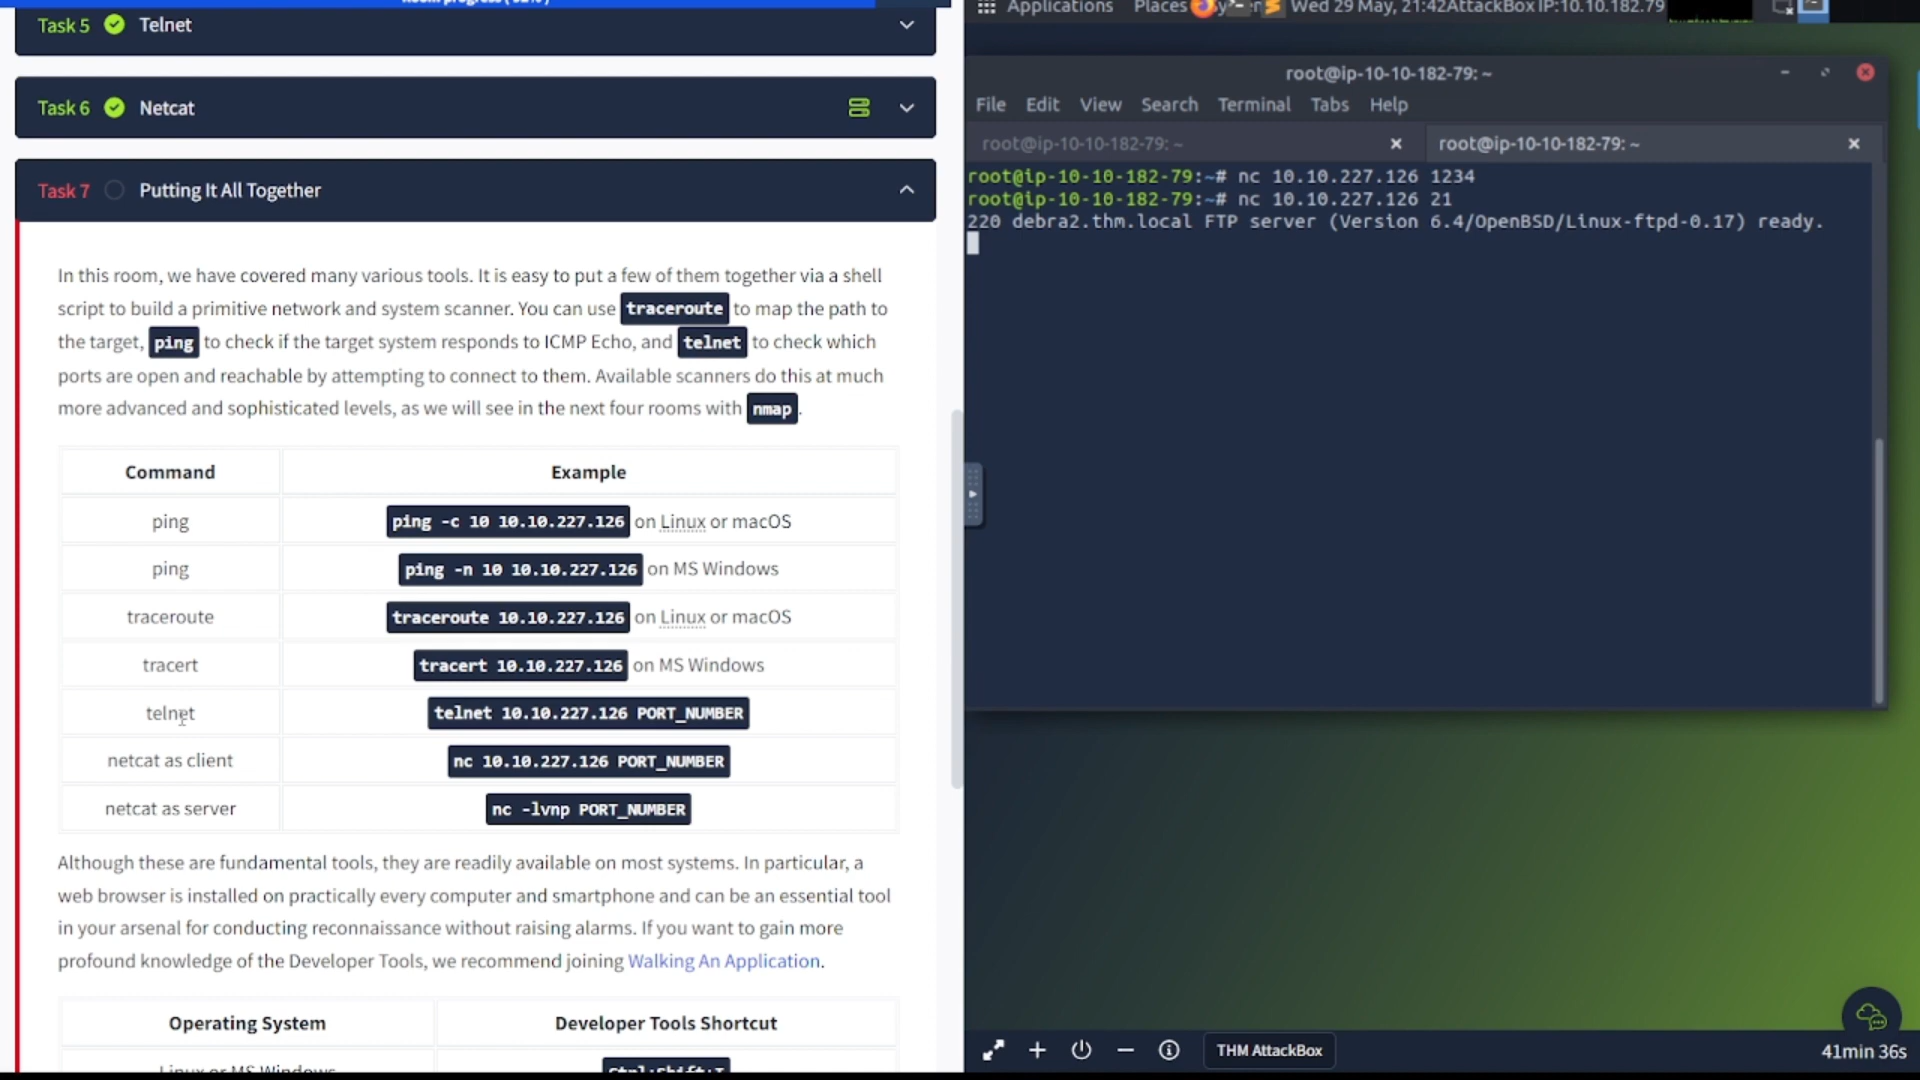 Task 5 Telnet
Task 6 Netcat
Task 7 Putting It All Together
In this room, we have covered many various tools. It is easy to put a few of them together via a shell
script to build a primitive network and system scanner. You can use traceroute to map the path to
the target, ping to check if the target system responds to ICMP Echo, and telnet to check which
ports are open and reachable by attempting to connect to them. Available scanners do this at much
more advanced and sophisticated levels, as we will see in the next four rooms with nmap.
Command Example
ping ping -c 10 10.10.227.126 on Linux or macOS
ping ping -n 10 10.10.227.126 on MS Windows
traceroute traceroute 10.10.227.126 on Linux or macOS
tracert tracert 10.10.227.126 on MS Windows
telnet telnet 10.10.227.126 PORT_NUMBER
netcat as client nc 10.10.227.126 PORT_NUMBER
netcat as server nc -lvnp PORT_NUMBER
Although these are fundamental tools, they are readily available on most systems. In particular, a
web browser is installed on practically every computer and smartphone and can be an essential tool
in your arsenal for conducting reconnaissance without raising alarms. If you want to gain more
profound knowledge of the Developer Tools, we recommend joining Walking An Application.
Operating System Developer Tools Shortcut
Linux or MS Windows Ctrl+Shift+I
Applications Places Wed 29 May, 21:42 AttackBox IP:10.10.182.79
root@ip-10-10-182-79: ~
File Edit View Search Terminal Tabs Help
root@ip-10-10-182-79: ~ root@ip-10-10-182-79: ~
root@ip-10-10-182-79:~# nc 10.10.227.126 1234
root@ip-10-10-182-79:~# nc 10.10.227.126 21
220 debra2.thm.local FTP server (Version 6.4/OpenBSD/Linux-ftpd-0.17) ready.
THM AttackBox
41min 36s